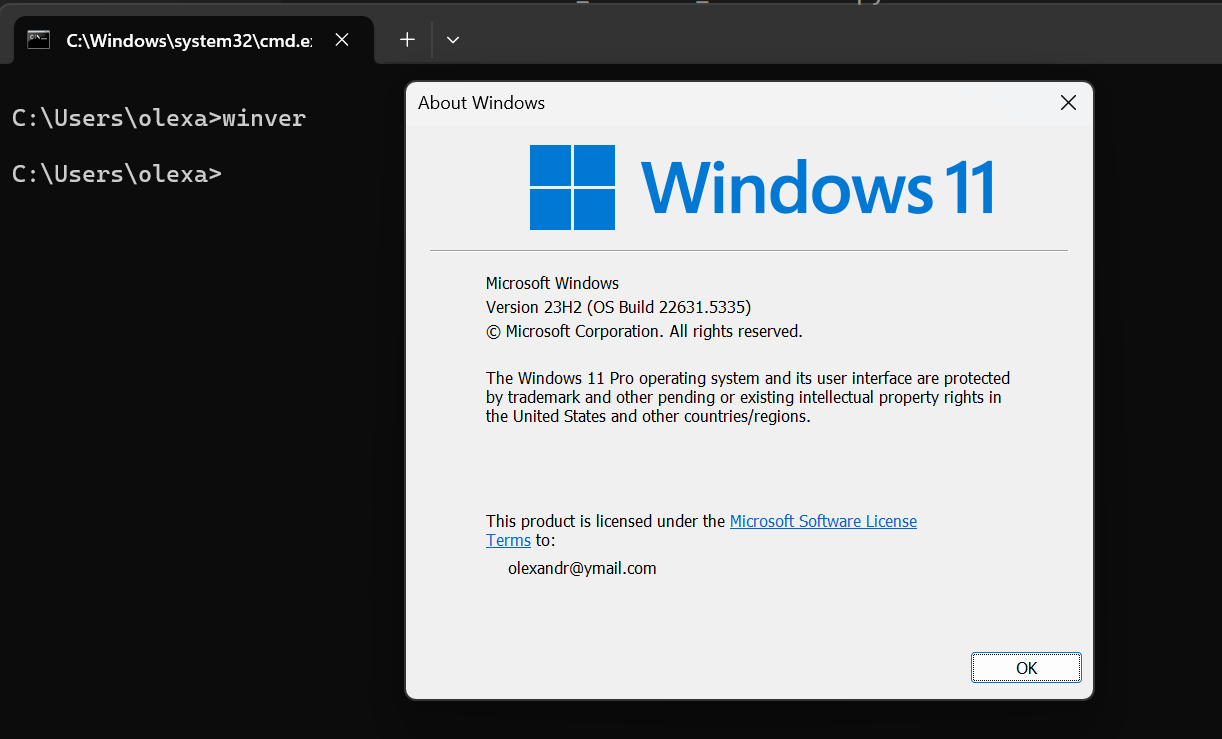 C:\Windows\system32\cmd.e
C:\Users\olexa>winver
C:\Users\olexa>
About Windows
Windows 11
Microsoft Windows
Version 23H2 (OS Build 22631.5335)
© Microsoft Corporation. All rights reserved.
The Windows 11 Pro operating system and its user interface are protected
by trademark and other pending or existing intellectual property rights in
the United States and other countries/regions.
This product is licensed under the Microsoft Software License
Terms to:
olexandr@ymail.com
OK